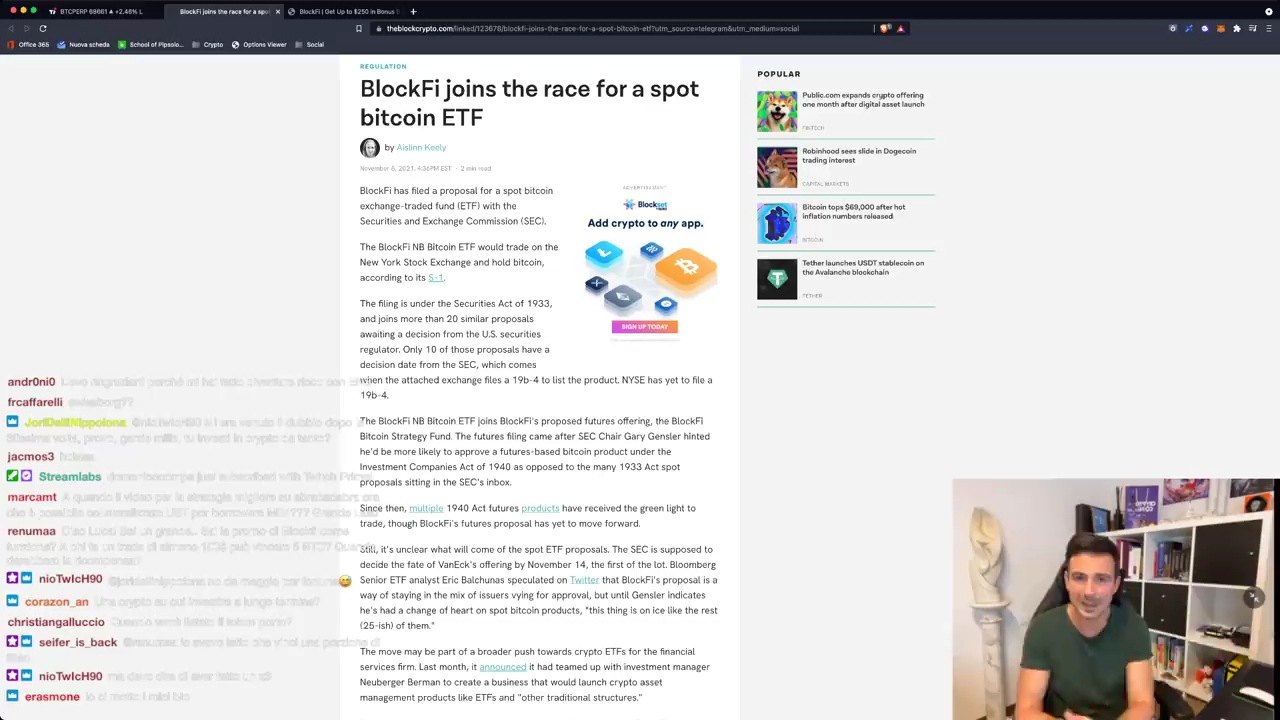 BTCPERP 68661 ▲ +2.48% L
BlockFi joins the race for a spot
BlockFi | Get Up to $250 in Bonus
theblockcrypto.com/linked/123678/blockfi-joins-the-race-for-a-spot-bitcoin-etf?utm_source=telegram&utm_medium=social
Office 365
Nuova scheda
School of Pipsolo...
Crypto
Options Viewer
Social
REGULATION
BlockFi joins the race for a spot
bitcoin ETF
by Aislinn Keely
November 8, 2021, 4:36PM EST · 2 min read
BlockFi has filed a proposal for a spot bitcoin
exchange-traded fund (ETF) with the
Securities and Exchange Commission (SEC).
The BlockFi NB Bitcoin ETF would trade on the
New York Stock Exchange and hold bitcoin,
according to its S-1.
The filing is under the Securities Act of 1933,
and joins more than 20 similar proposals
awaiting a decision from the U.S. securities
regulator. Only 10 of those proposals have a
decision date from the SEC, which comes
when the attached exchange files a 19b-4 to list the product. NYSE has yet to file a
19b-4.
The BlockFi NB Bitcoin ETF joins BlockFi's proposed futures offering, the BlockFi
Bitcoin Strategy Fund. The futures filing came after SEC Chair Gary Gensler hinted
he'd be more likely to approve a futures-based bitcoin product under the
Investment Companies Act of 1940 as opposed to the many 1933 Act spot
proposals sitting in the SEC's inbox.
Since then, multiple 1940 Act futures products have received the green light to
trade, though BlockFi's futures proposal has yet to move forward.
Still, it's unclear what will come of the spot ETF proposals. The SEC is supposed to
decide the fate of VanEck's offering by November 14, the first of the lot. Bloomberg
Senior ETF analyst Eric Balchunas speculated on Twitter that BlockFi's proposal is a
way of staying in the mix of issuers vying for approval, but until Gensler indicates
he's had a change of heart on spot bitcoin products, "this thing is on ice like the rest
(25-ish) of them."
The move may be part of a broader push towards crypto ETFs for the financial
services firm. Last month, it announced it had teamed up with investment manager
Neuberger Berman to create a business that would launch crypto asset
management products like ETFs and "other traditional structures."
ADVERTISEMENT
Blockset
Add crypto to any app.
SIGN UP TODAY
POPULAR
Public.com expands crypto offering
one month after digital asset launch
FINTECH
Robinhood sees slide in Dogecoin
trading interest
CAPITAL MARKETS
Bitcoin tops $69,000 after hot
inflation numbers released
BITCOIN
Tether launches USDT stablecoin on
the Avalanche blockchain
TETHER
andr0ni0
frcaffarelli
JoriDelliNippolona
jacmos3
Streamlabs
marcamt
renumaa
nioTwIcH90
corazon_an Una crypto su cui investire a lungo termine?
christiangalluccio
seifer_is_back
nioTwIcH90
erasmone